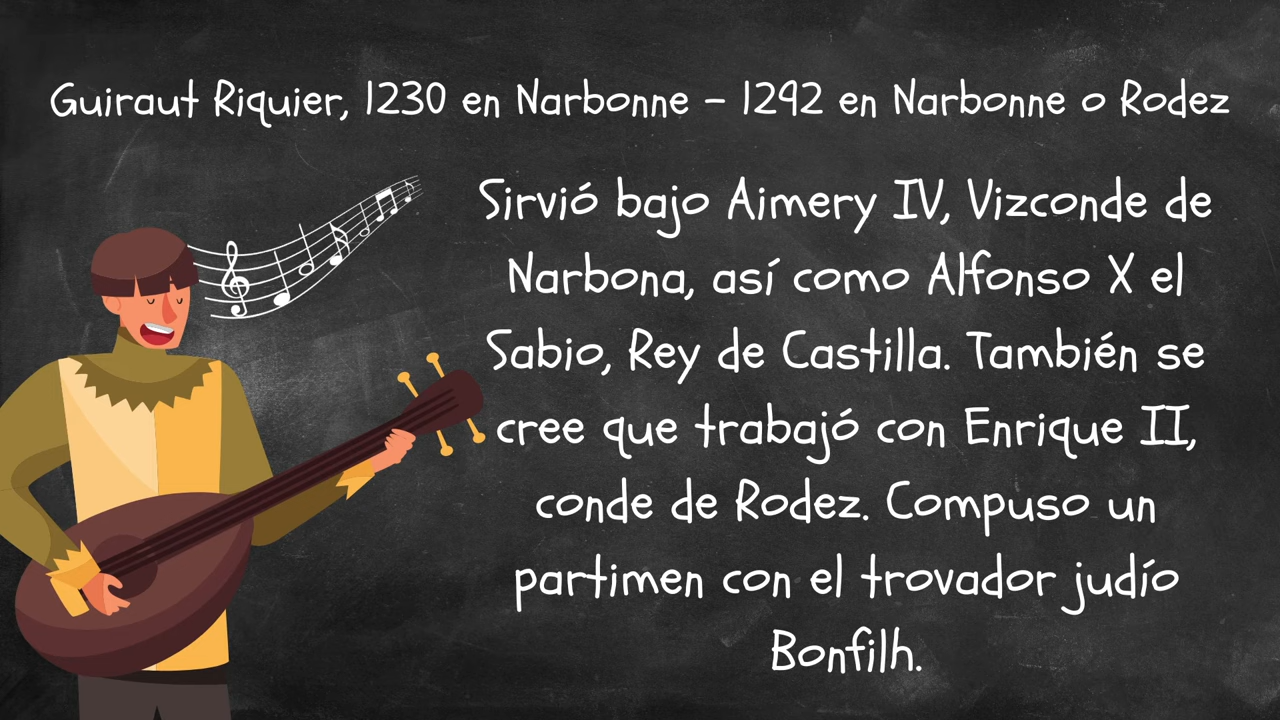 Guiraut Riquier, 1230 en Narbonne – 1292 en Narbonne o Rodez
Sirvió bajo Aimery IV, Vizconde de
Narbona, así como Alfonso X el
Sabio, Rey de Castilla. También se
cree que trabajó con Enrique II,
conde de Rodez. Compuso un
partimen con el trovador judío
Bonfilh.